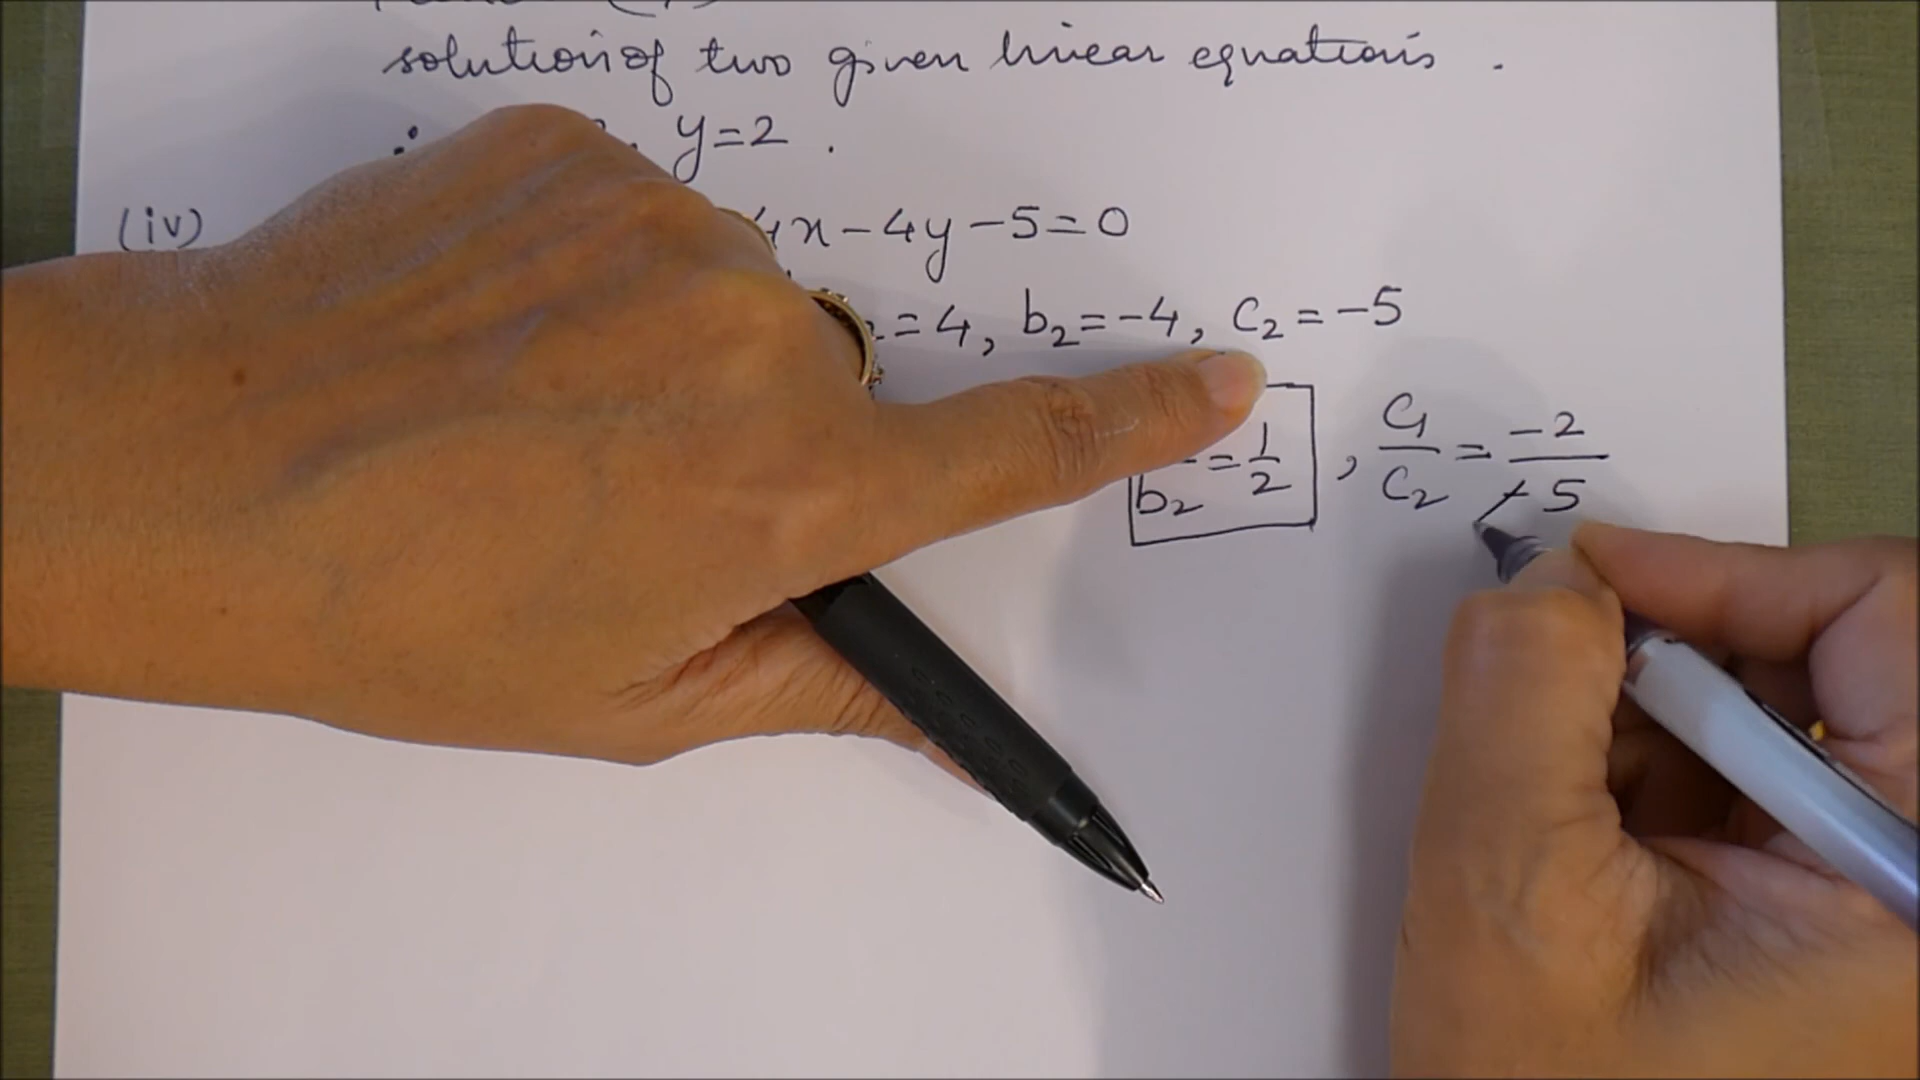 solution of two given linear equations .
y=2 .
(iv) 4x-4y-5=0
=4, b₂=-4, c₂=-5
b₂ =1/2 , c₁/c₂ = -2/-5